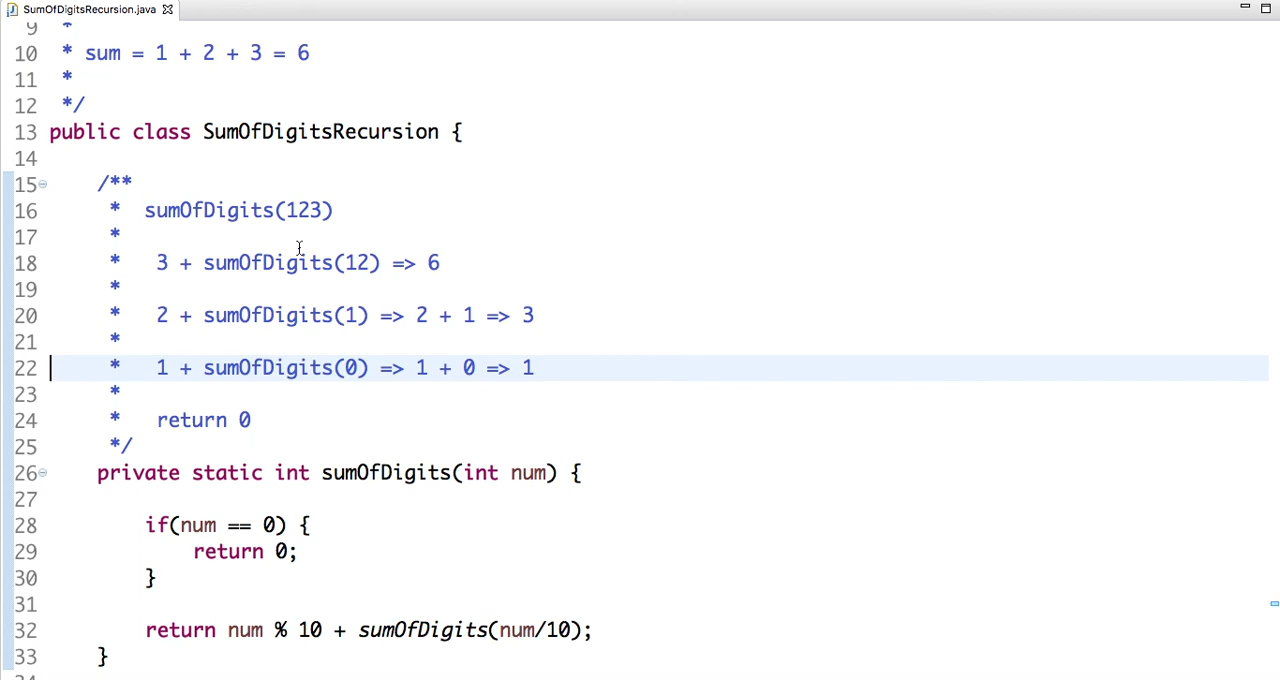 SumOfDigitsRecursion.java
9 *
10 * sum = 1 + 2 + 3 = 6
11 *
12 */
13 public class SumOfDigitsRecursion {
14
15 /**
16 * sumOfDigits(123)
17 *
18 * 3 + sumOfDigits(12) => 6
19 *
20 * 2 + sumOfDigits(1) => 2 + 1 => 3
21 *
22 * 1 + sumOfDigits(0) => 1 + 0 => 1
23 *
24 * return 0
25 */
26 private static int sumOfDigits(int num) {
27
28 if(num == 0) {
29 return 0;
30 }
31
32 return num % 10 + sumOfDigits(num/10);
33 }
34